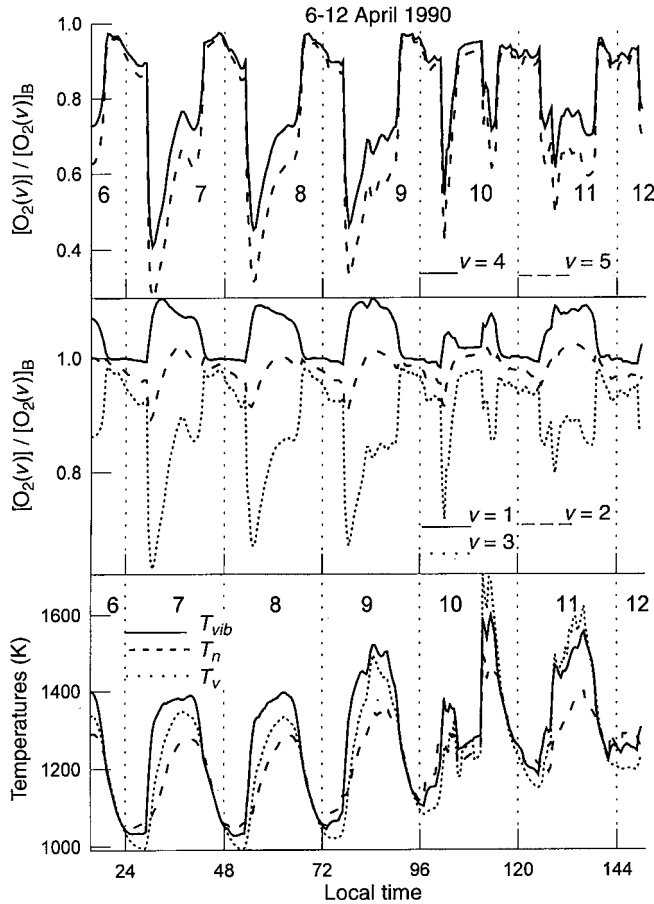 6-12 April 1990
[O₂(v)] / [O₂(v)]B
1.0
0.8
0.6
0.4
6 7 8 9 10 11 12
v = 4 v = 5
[O₂(v)] / [O₂(v)]B
1.0
0.8
v = 1 v = 2
v = 3
Temperatures (K)
1600
1400
1200
1000
6 7 8 9 10 11 12
Tvib
Tn
Tv
24 48 72 96 120 144
Local time